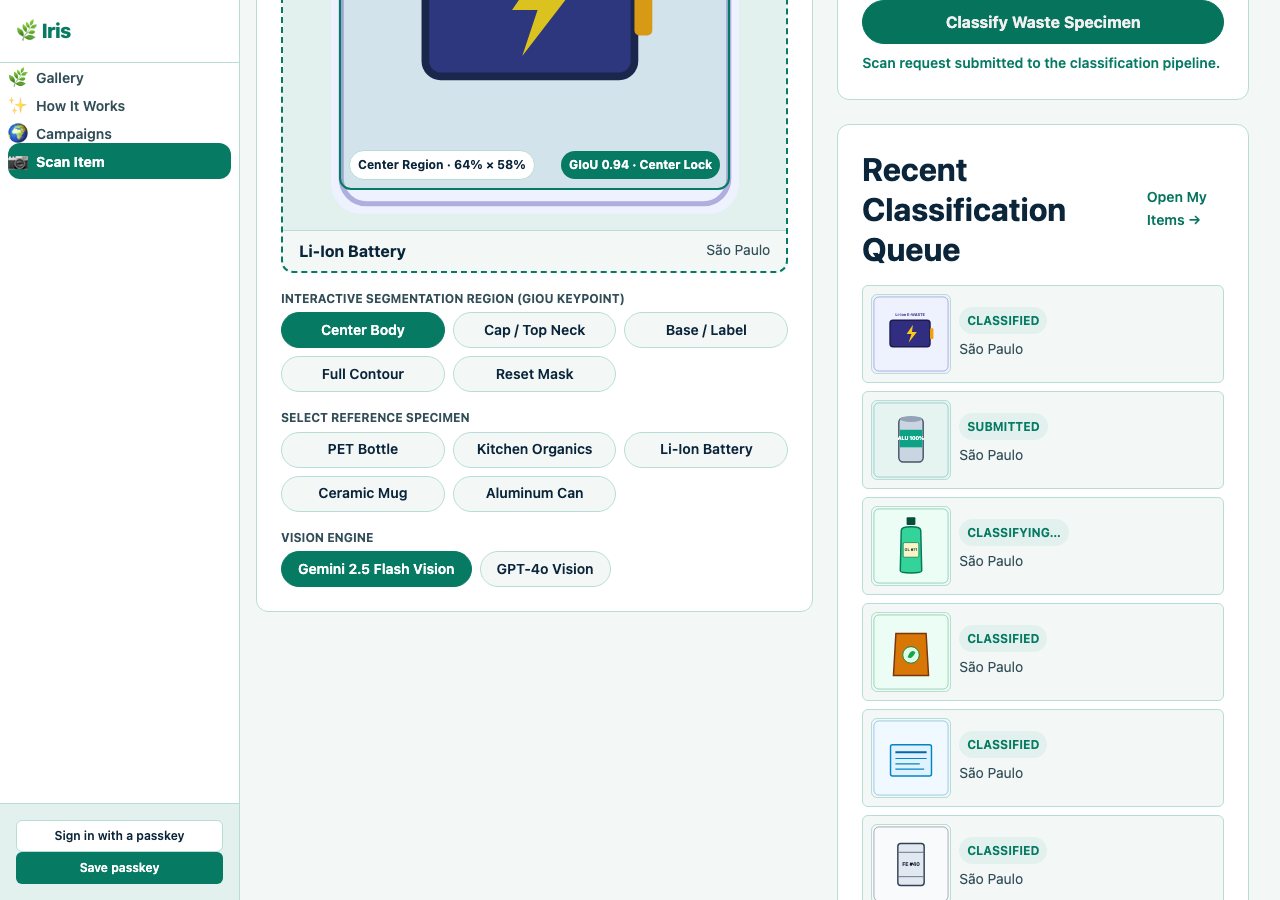 Iris
Gallery
How It Works
Campaigns
Scan Item
Sign in with a passkey
Save passkey
Center Region · 64% × 58%
GIoU 0.94 · Center Lock
Li-Ion Battery
São Paulo
INTERACTIVE SEGMENTATION REGION (GIOU KEYPOINT)
Center Body
Cap / Top Neck
Base / Label
Full Contour
Reset Mask
SELECT REFERENCE SPECIMEN
PET Bottle
Kitchen Organics
Li-Ion Battery
Ceramic Mug
Aluminum Can
VISION ENGINE
Gemini 2.5 Flash Vision
GPT-4o Vision
Classify Waste Specimen
Scan request submitted to the classification pipeline.
Recent
Classification
Queue
Open My
Items →
Li-ion E-WASTE
CLASSIFIED
São Paulo
ALU 100%
SUBMITTED
São Paulo
CLASSIFYING...
São Paulo
CLASSIFIED
São Paulo
CLASSIFIED
São Paulo
FE #40
CLASSIFIED
São Paulo